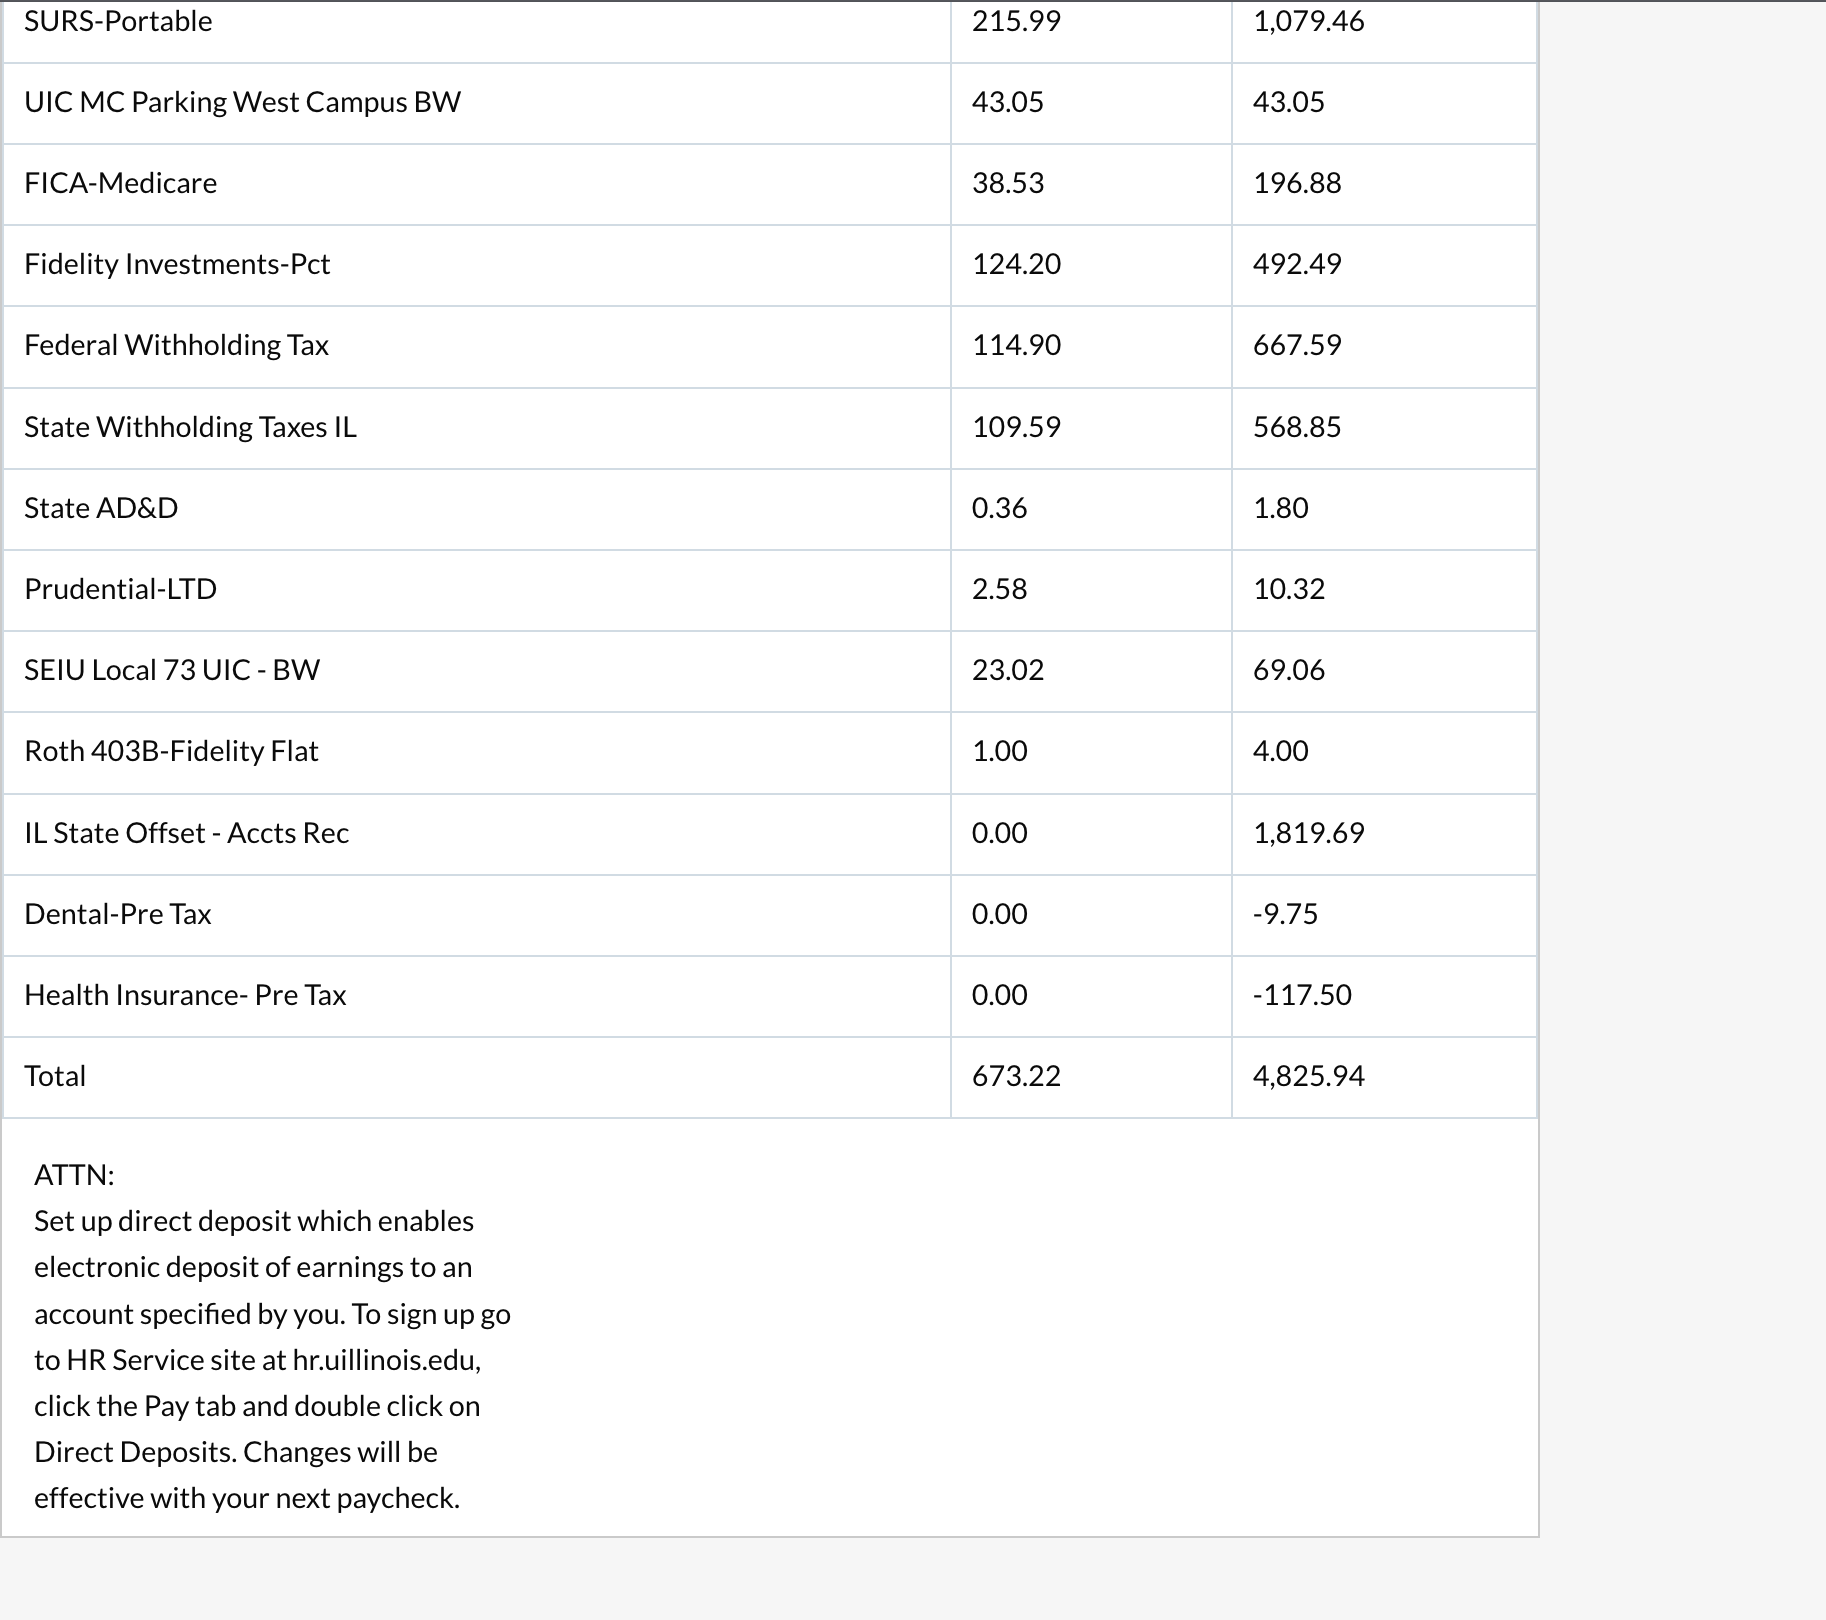 SURS-Portable 215.99 1,079.46
UIC MC Parking West Campus BW 43.05 43.05
FICA-Medicare 38.53 196.88
Fidelity Investments-Pct 124.20 492.49
Federal Withholding Tax 114.90 667.59
State Withholding Taxes IL 109.59 568.85
State AD&D 0.36 1.80
Prudential-LTD 2.58 10.32
SEIU Local 73 UIC - BW 23.02 69.06
Roth 403B-Fidelity Flat 1.00 4.00
IL State Offset - Accts Rec 0.00 1,819.69
Dental-Pre Tax 0.00 -9.75
Health Insurance- Pre Tax 0.00 -117.50
Total 673.22 4,825.94
ATTN:
Set up direct deposit which enables
electronic deposit of earnings to an
account specified by you. To sign up go
to HR Service site at hr.uillinois.edu,
click the Pay tab and double click on
Direct Deposits. Changes will be
effective with your next paycheck.